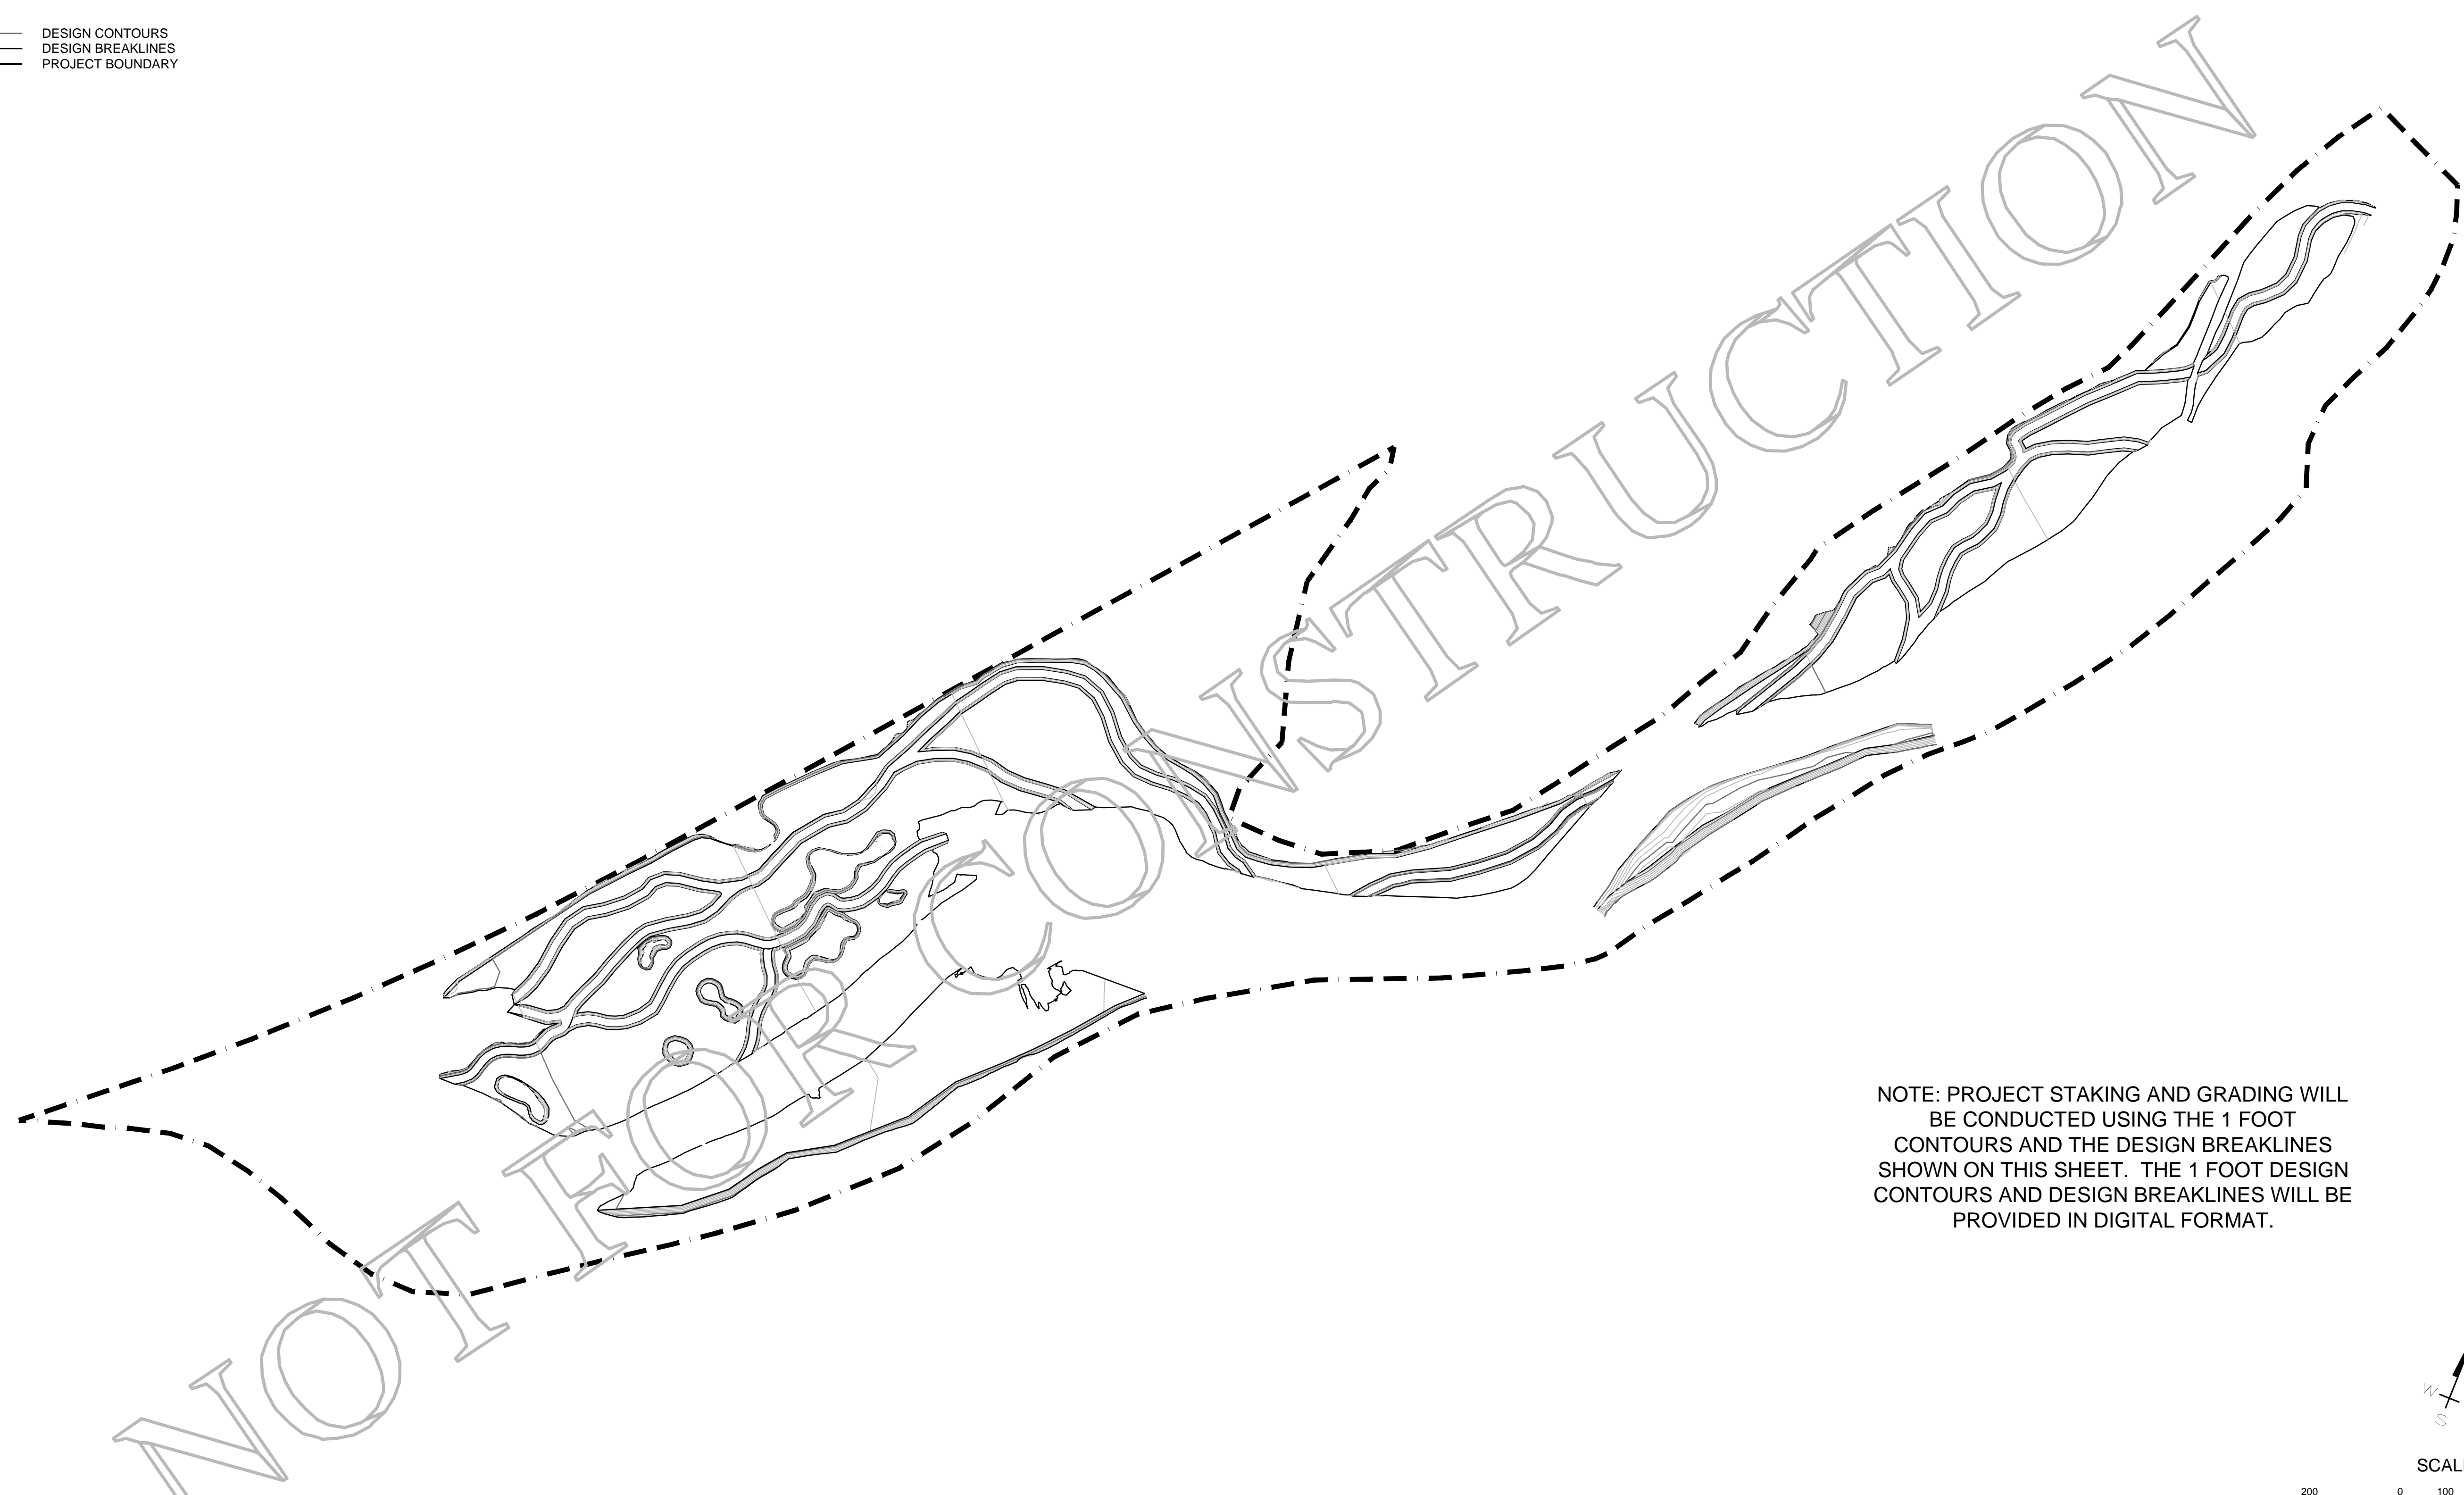 DESIGN CONTOURS
DESIGN BREAKLINES
PROJECT BOUNDARY
NOT FOR CONSTRUCTION
NOTE: PROJECT STAKING AND GRADING WILL
BE CONDUCTED USING THE 1 FOOT
CONTOURS AND THE DESIGN BREAKLINES
SHOWN ON THIS SHEET. THE 1 FOOT DESIGN
CONTOURS AND DESIGN BREAKLINES WILL BE
PROVIDED IN DIGITAL FORMAT.
W
S
SCAL
200 0 100